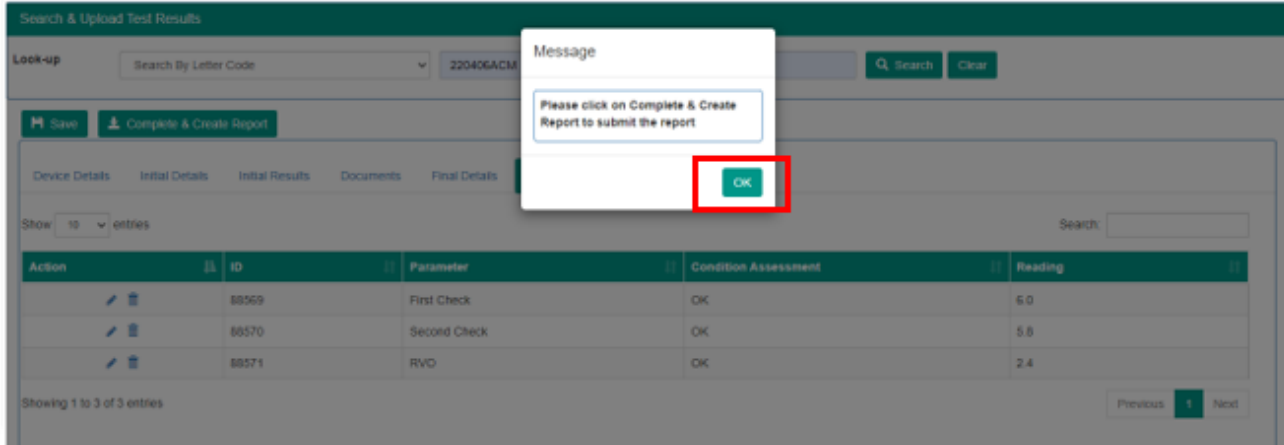 Search & Upload Test Results
Look-up
Search By Letter Code
220406ACM
Search
Clear
Message
Please click on Complete & Create
Report to submit the report
OK
Save
Complete & Create Report
Device Details Initial Details Initial Results Documents Final Details
Show 10 entries
Search:
Action ID Parameter Condition Assessment Reading
88569 First Check OK 6.0
88570 Second Check OK 5.8
88571 RVO OK 2.4
Showing 1 to 3 of 3 entries
Previous 1 Next